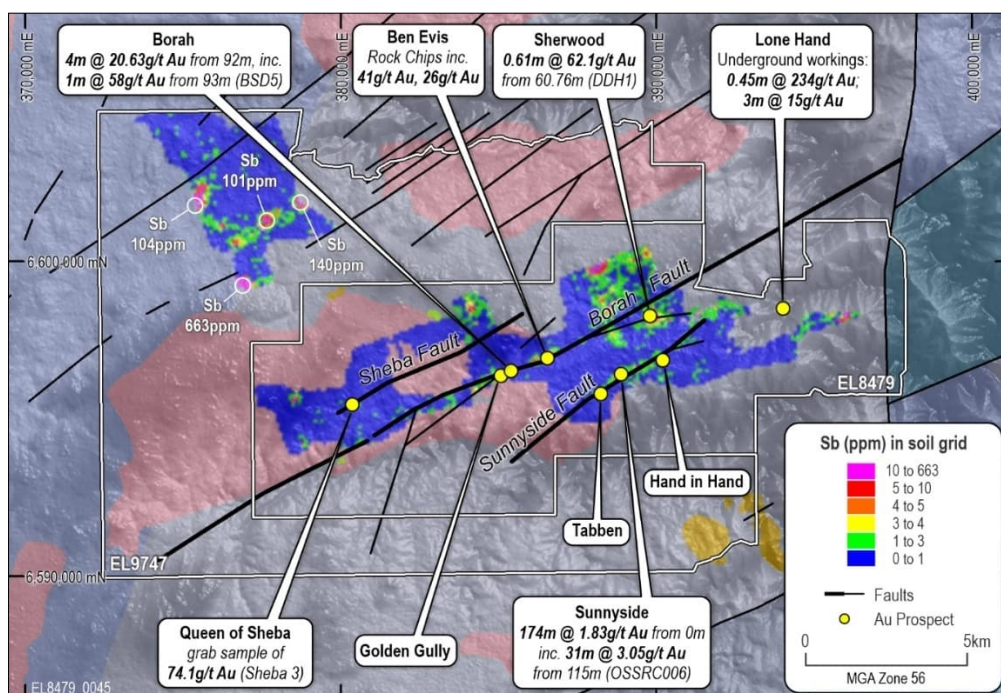 370,000 mE
380,000 mE
390,000 mE
400,000 mE
Borah
4m @ 20.63g/t Au from 92m, inc.
1m @ 58g/t Au from 93m (BSD5)
Ben Evis
Rock Chips inc.
41g/t Au, 26g/t Au
Sherwood
0.61m @ 62.1g/t Au
from 60.76m (DDH1)
Lone Hand
Underground workings:
0.45m @ 234g/t Au;
3m @ 15g/t Au
Sb
101ppm
Sb
104ppm
Sb
140ppm
6,600,000 mN
Sb
663ppm
Borah Fault
Sheba Fault
Sunnyside Fault
EL8479
Hand in Hand
Tabben
EL9747
6,590,000 mN
Queen of Sheba
grab sample of
74.1g/t Au (Sheba 3)
Golden Gully
Sunnyside
174m @ 1.83g/t Au from 0m
inc. 31m @ 3.05g/t Au
from 115m (OSSRC006)
Sb (ppm) in soil grid
10 to 663
5 to 10
4 to 5
3 to 4
1 to 3
0 to 1
Faults
Au Prospect
0 5km
MGA Zone 56
EL8479_0045